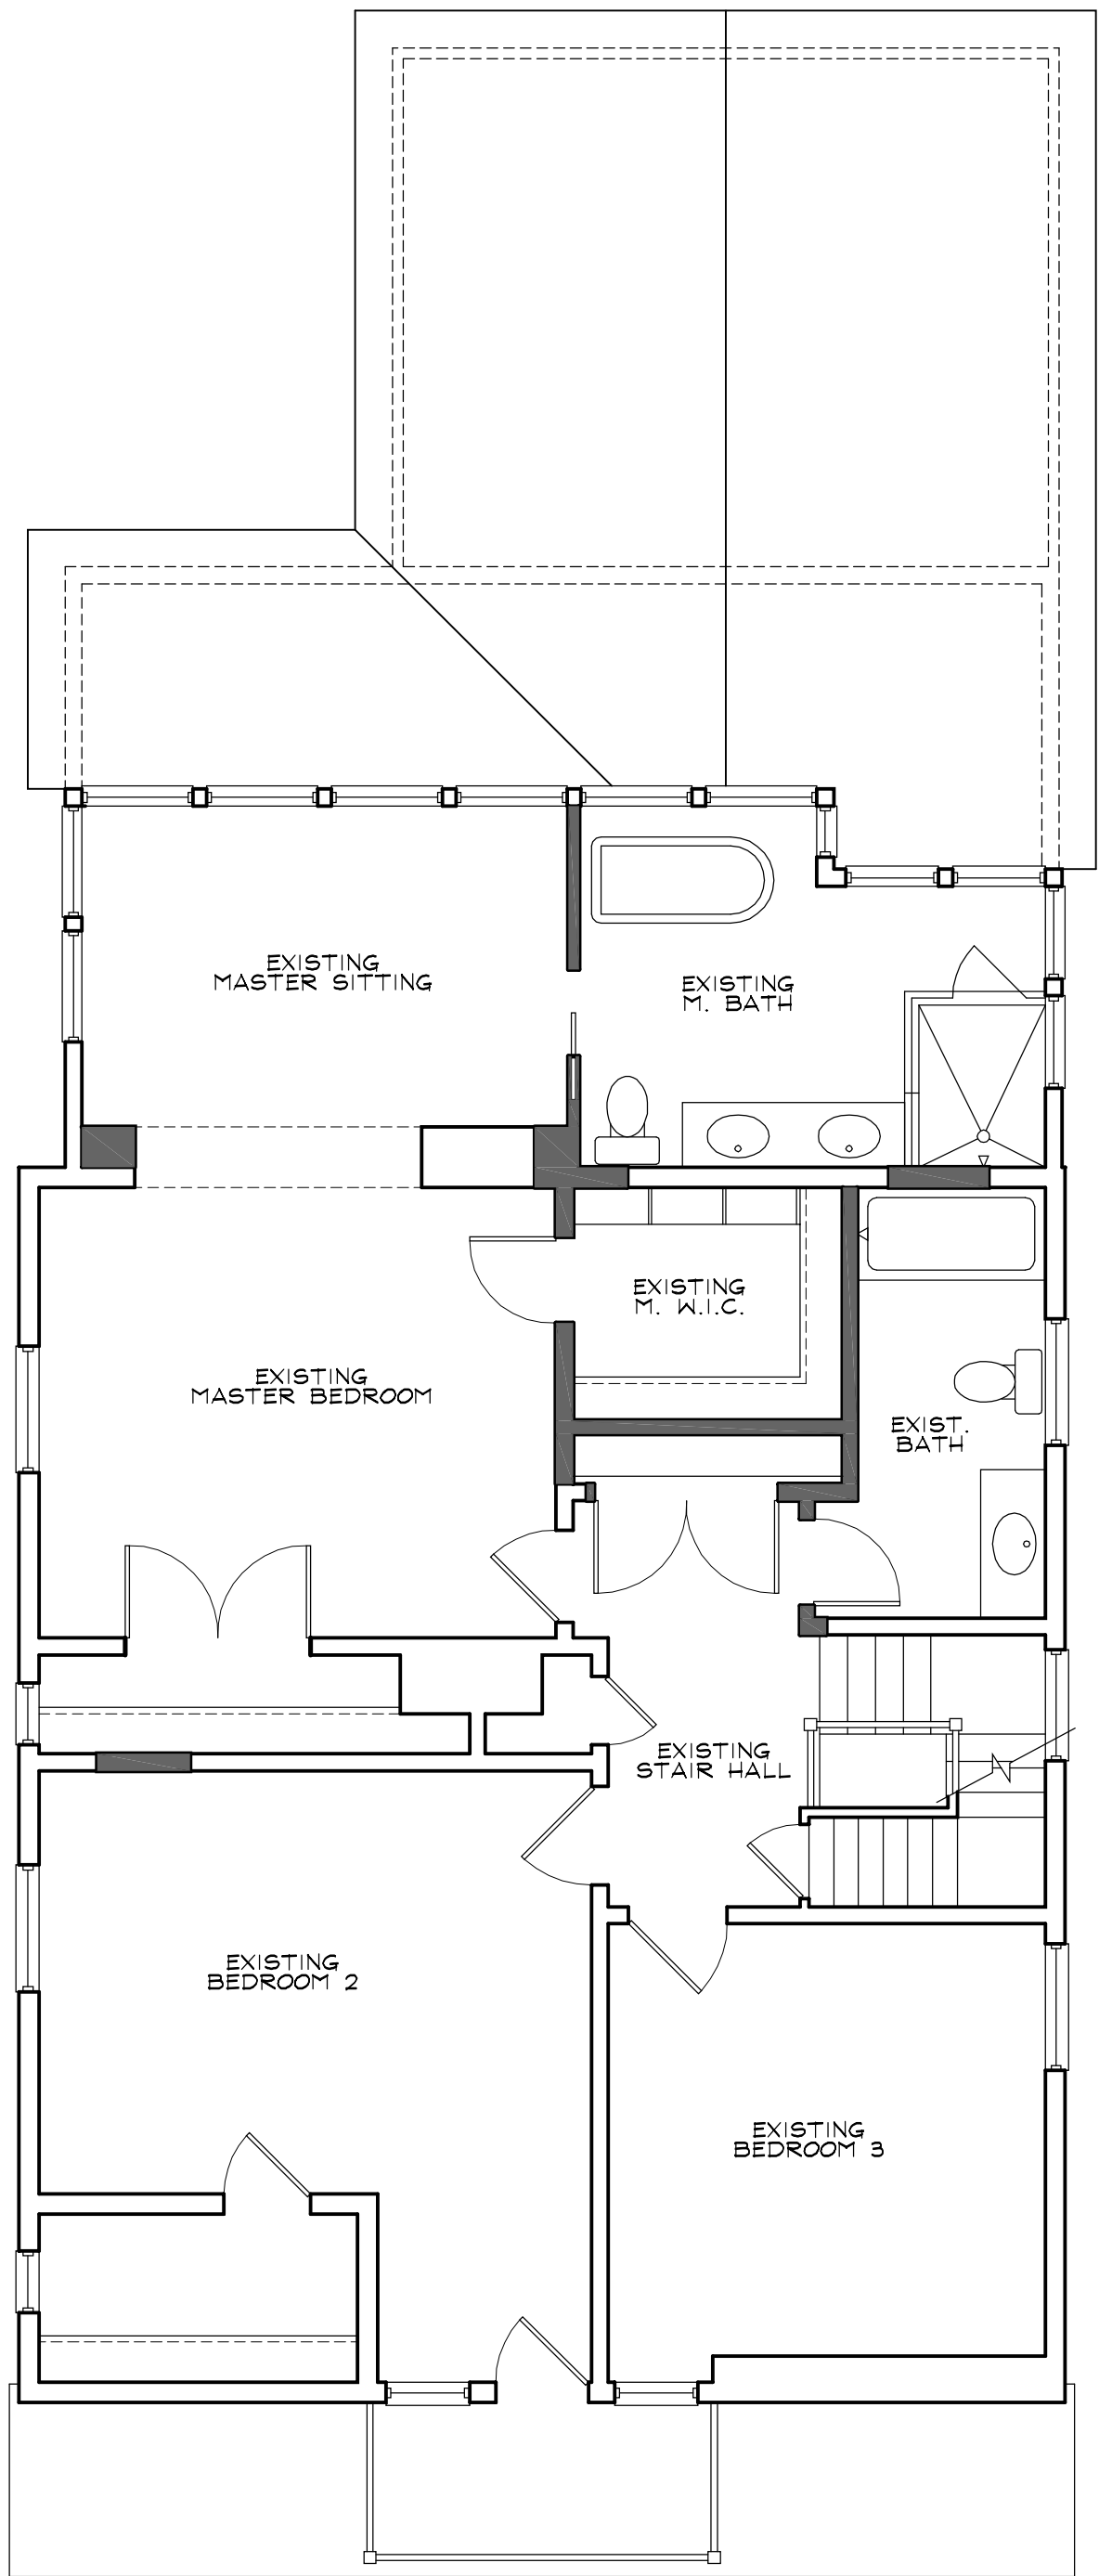 EXISTING
MASTER SITTING
EXISTING
M. BATH
EXISTING
M. W.I.C.
EXISTING
MASTER BEDROOM
EXIST.
BATH
EXISTING
STAIR HALL
EXISTING
BEDROOM 2
EXISTING
BEDROOM 3